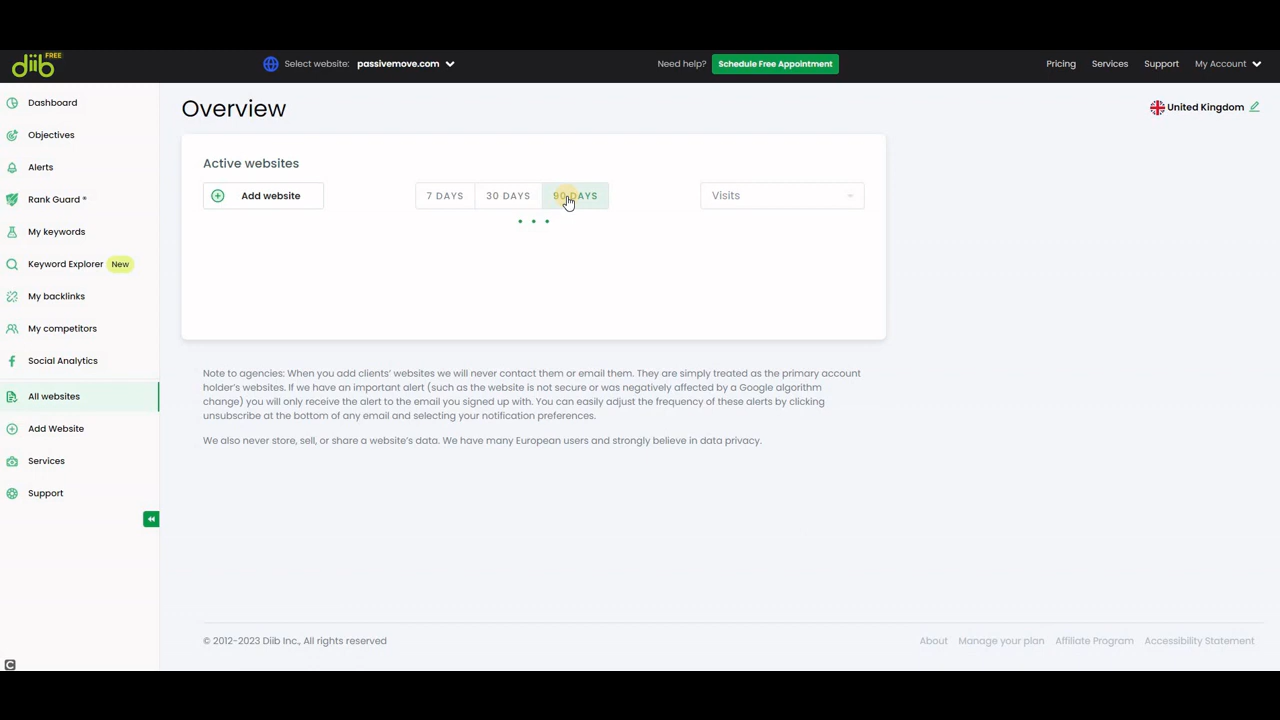 diib FREE
Select website: passivemove.com
Need help? Schedule Free Appointment
Pricing Services Support My Account
Dashboard
Objectives
Alerts
Rank Guard ®
My keywords
Keyword Explorer New
My backlinks
My competitors
Social Analytics
All websites
Add Website
Services
Support
Overview
United Kingdom
Active websites
Add website
7 DAYS 30 DAYS 90 DAYS
Visits
Note to agencies: When you add clients' websites we will never contact them or email them. They are simply treated as the primary account
holder's websites. If we have an important alert (such as the website is not secure or was negatively affected by a Google algorithm
change) you will only receive the alert to the email you signed up with. You can easily adjust the frequency of these alerts by clicking
unsubscribe at the bottom of any email and selecting your notification preferences.
We also never store, sell, or share a website's data. We have many European users and strongly believe in data privacy.
© 2012-2023 Diib Inc., All rights reserved
About Manage your plan Affiliate Program Accessibility Statement